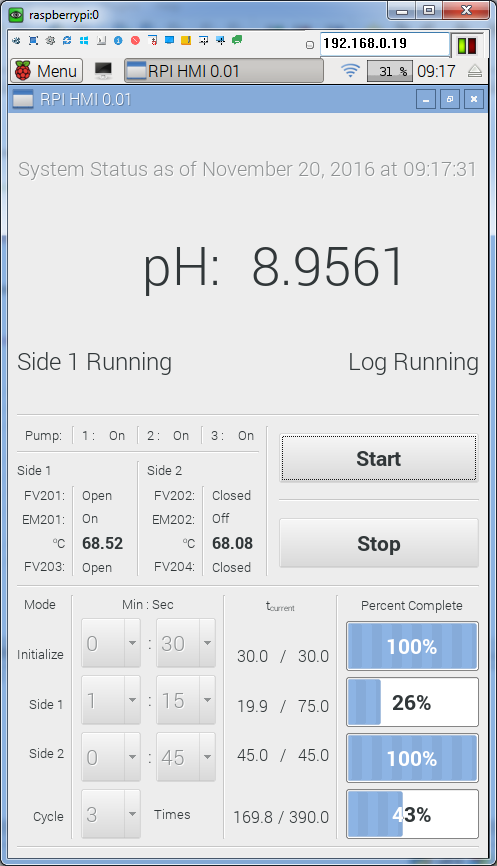 raspberrypi:0
192.168.0.19
Menu RPI HMI 0.01 31 % 09:17
RPI HMI 0.01
System Status as of November 20, 2016 at 09:17:31
pH: 8.9561
Side 1 Running Log Running
Pump: 1 : On 2 : On 3 : On
Start
Side 1 Side 2
FV201: Open FV202: Closed
EM201: On EM202: Off
ºC 68.52 ºC 68.08
Stop
FV203: Open FV204: Closed
Mode Min : Sec tcurrent Percent Complete
Initialize 0 : 30 30.0 / 30.0 100%
Side 1 1 : 15 19.9 / 75.0 26%
Side 2 0 : 45 45.0 / 45.0 100%
Cycle 3 Times 169.8 / 390.0 43%